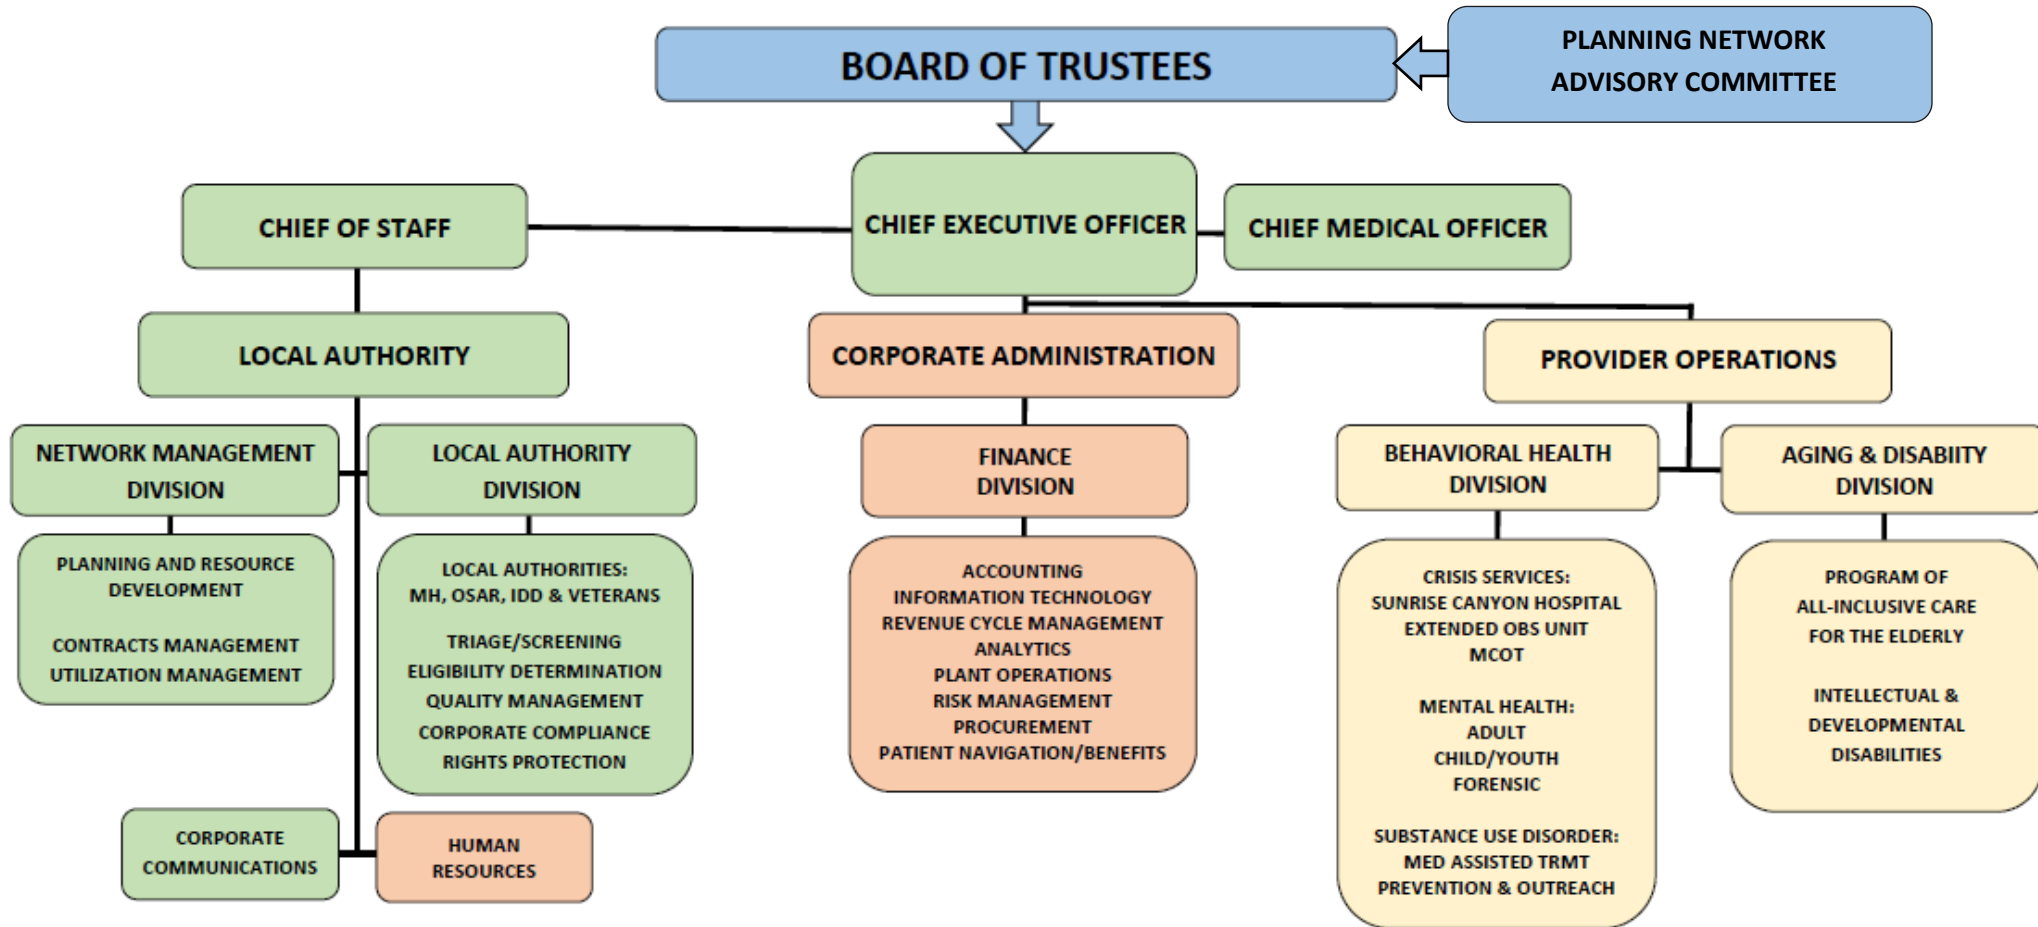 BOARD OF TRUSTEES
PLANNING NETWORK
ADVISORY COMMITTEE
CHIEF OF STAFF
CHIEF EXECUTIVE OFFICER
CHIEF MEDICAL OFFICER
LOCAL AUTHORITY
CORPORATE ADMINISTRATION
PROVIDER OPERATIONS
NETWORK MANAGEMENT
DIVISION
LOCAL AUTHORITY
DIVISION
FINANCE
DIVISION
BEHAVIORAL HEALTH
DIVISION
AGING & DISABIITY
DIVISION
PLANNING AND RESOURCE
DEVELOPMENT
CONTRACTS MANAGEMENT
UTILIZATION MANAGEMENT
LOCAL AUTHORITIES:
MH, OSAR, IDD & VETERANS
TRIAGE/SCREENING
ELIGIBILITY DETERMINATION
QUALITY MANAGEMENT
CORPORATE COMPLIANCE
RIGHTS PROTECTION
ACCOUNTING
INFORMATION TECHNOLOGY
REVENUE CYCLE MANAGEMENT
ANALYTICS
PLANT OPERATIONS
RISK MANAGEMENT
PROCUREMENT
PATIENT NAVIGATION/BENEFITS
CRISIS SERVICES:
SUNRISE CANYON HOSPITAL
EXTENDED OBS UNIT
MCOT
MENTAL HEALTH:
ADULT
CHILD/YOUTH
FORENSIC
SUBSTANCE USE DISORDER:
MED ASSISTED TRMT
PREVENTION & OUTREACH
PROGRAM OF
ALL-INCLUSIVE CARE
FOR THE ELDERLY
INTELLECTUAL &
DEVELOPMENTAL
DISABILITIES
CORPORATE
COMMUNICATIONS
HUMAN
RESOURCES